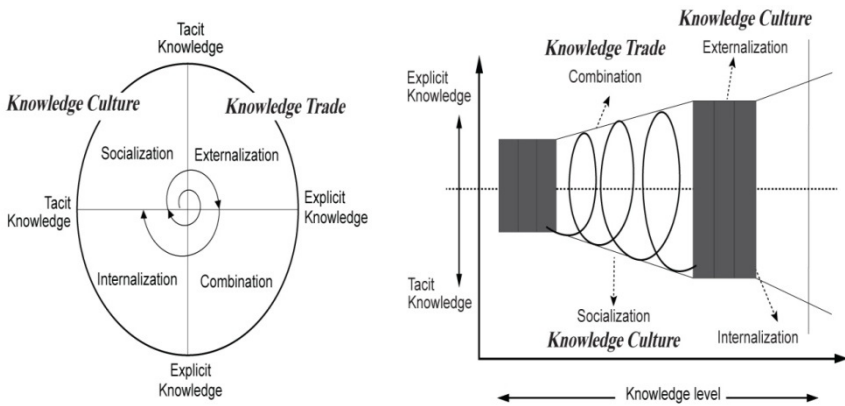 Tacit
Knowledge
Knowledge Culture
Knowledge Trade
Socialization
Externalization
Tacit
Knowledge
Explicit
Knowledge
Internalization
Combination
Explicit
Knowledge
Knowledge Culture
Knowledge Trade
Externalization
Combination
Explicit
Knowledge
Tacit
Knowledge
Socialization
Knowledge Culture
Internalization
Knowledge level